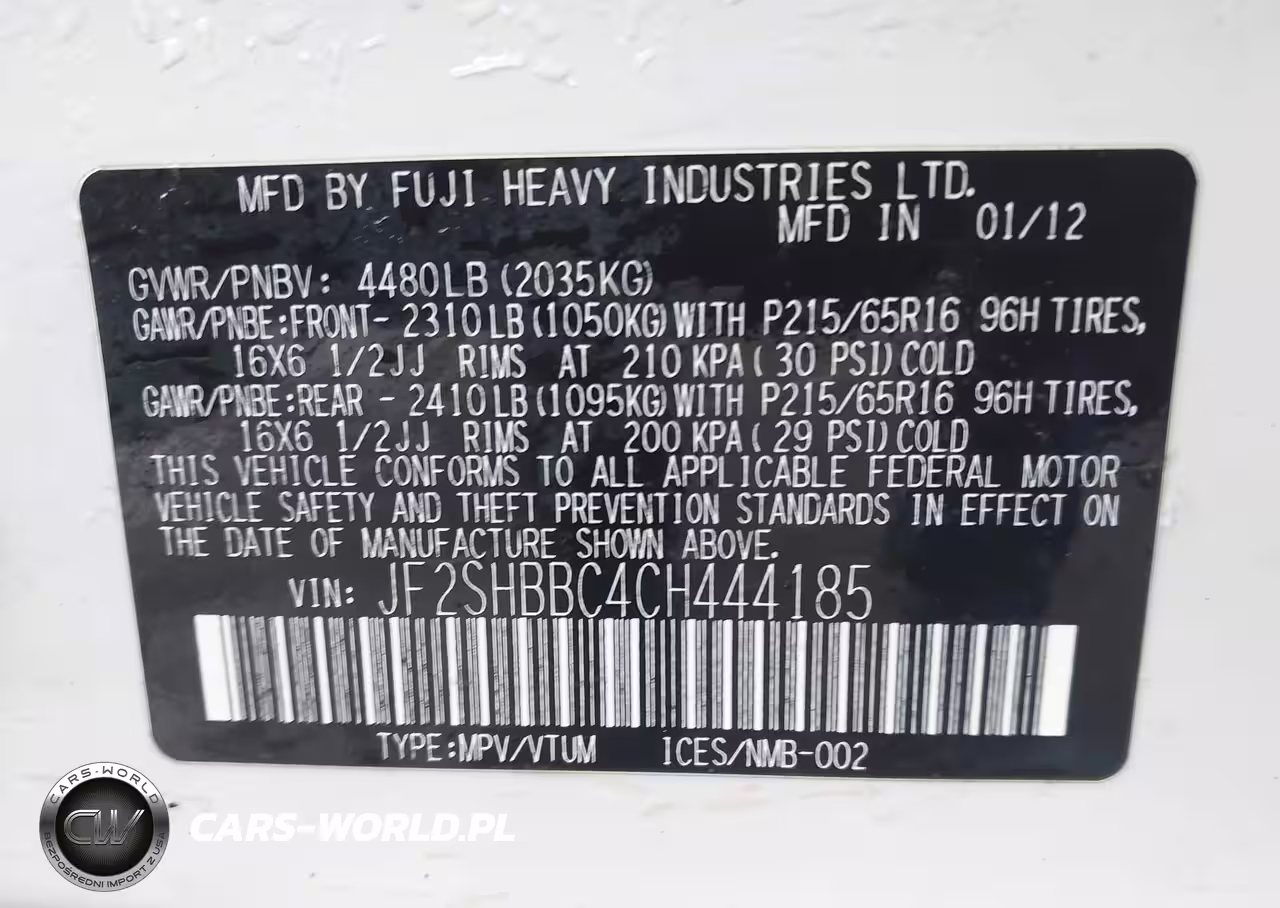 MFD BY FUJI HEAVY INDUSTRIES LTD.
MFD IN 01/12
GVWR/PNBV: 4480LB(2035KG)
GAWR/PNBE:FRONT- 2310LB(1050KG)WITH P215/65R16 96H TIRES,
16X6 1/2JJ RIMS AT 210 KPA( 30 PSI)COLD
GAWR/PNBE:REAR - 2410LB(1095KG)WITH P215/65R16 96H TIRES,
16X6 1/2JJ RIMS AT 200 KPA( 29 PSI)COLD
THIS VEHICLE CONFORMS TO ALL APPLICABLE FEDERAL MOTOR
VEHICLE SAFETY AND THEFT PREVENTION STANDARDS IN EFFECT ON
THE DATE OF MANUFACTURE SHOWN ABOVE.
VIN: JF2SHBBC4CH444185
TYPE:MPV/VTUM ICES/NMB-002
CARS-WORLD
CW
BEZPOŚREDNI IMPORT Z USA
CARS-WORLD.PL